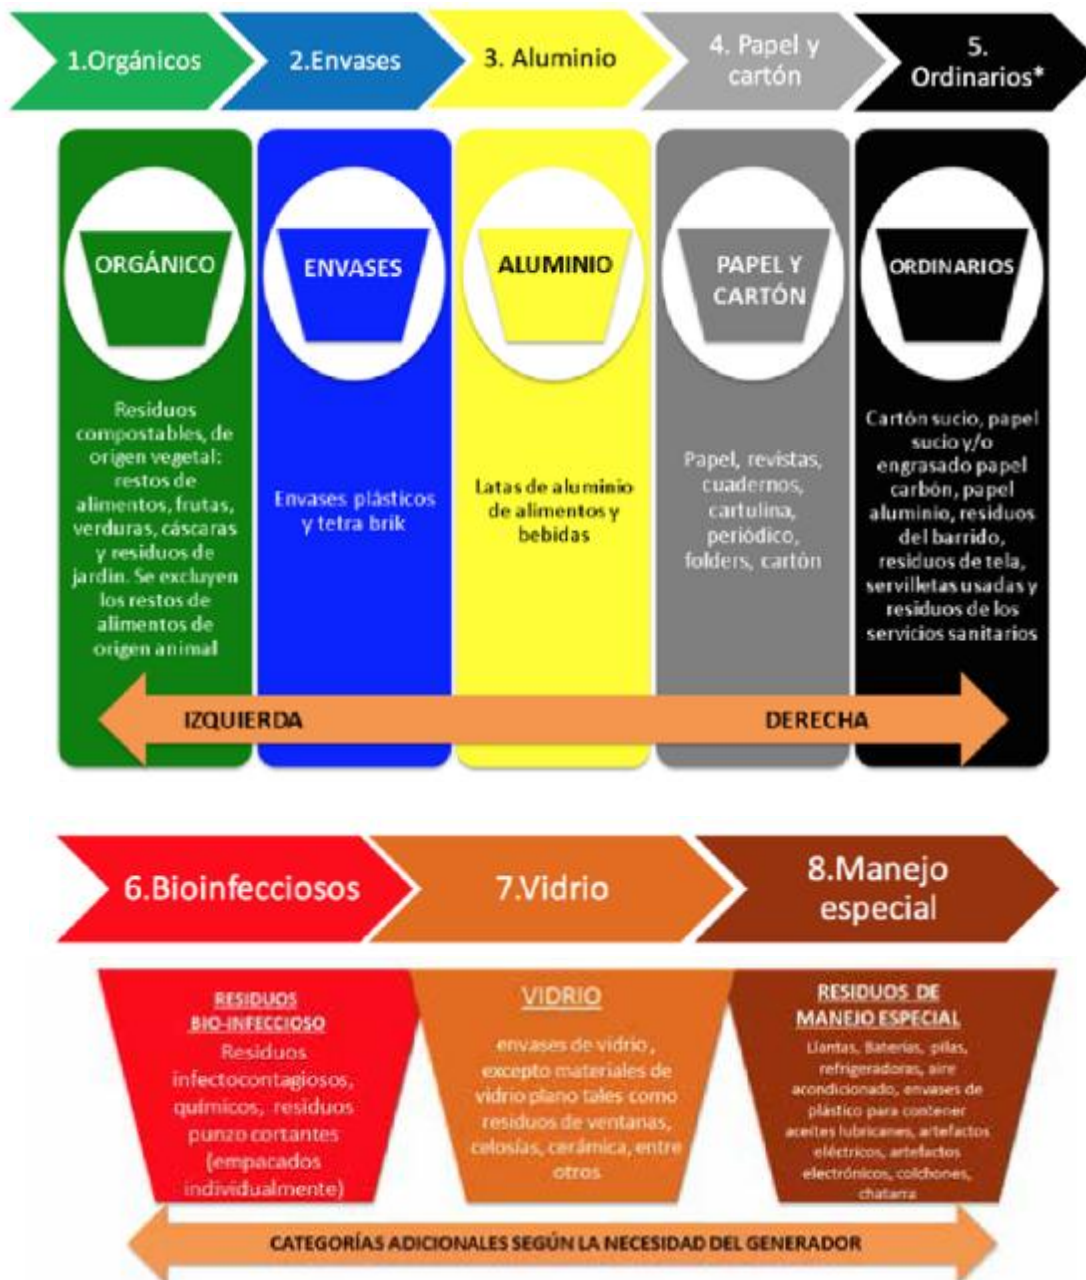 1.Orgánicos
2.Envases
3. Aluminio
4. Papel y
cartón
5.
Ordinarios*
ORGÁNICO
Residuos
compostables, de
origen vegetal:
restos de
alimentos, frutas,
verduras, cáscaras
y residuos de
jardín. Se excluyen
los restos de
alimentos de
origen animal
ENVASES
Envases plásticos
y tetra brik
ALUMINIO
Latas de aluminio
de alimentos y
bebidas
PAPEL Y
CARTÓN
Papel, revistas,
cuadernos,
cartulina,
periódico,
folders, cartón
ORDINARIOS
Cartón sucio, papel
sucio y/o
engrasado papel
carbón, papel
aluminio, residuos
del barrido,
residuos de tela,
servilletas usadas y
residuos de los
servicios sanitarios
IZQUIERDA
DERECHA
6.Bioinfecciosos
7.Vidrio
8.Manejo
especial
RESIDUOS
BIO-INFECCIOSO
Residuos
infectocontagiosos,
químicos, residuos
punzo cortantes
(empacados
individualmente)
VIDRIO
envases de vidrio,
excepto materiales de
vidrio plano tales como
residuos de ventanas,
celosías, cerámica, entre
otros
RESIDUOS DE
MANEJO ESPECIAL
Llantas, Baterías, pilas,
refrigeradoras, aire
acondicionado, envases de
plástico para contener
aceites lubricanes, artefactos
eléctricos, artefactos
electrónicos, colchones,
chatarra
CATEGORÍAS ADICIONALES SEGÚN LA NECESIDAD DEL GENERADOR